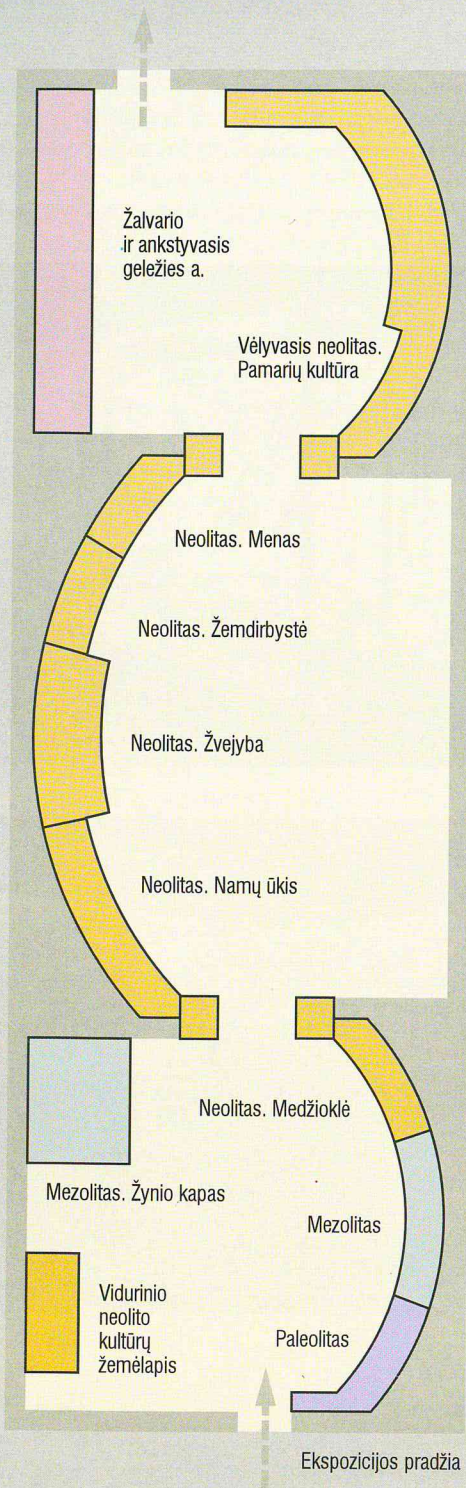 Žalvario
ir ankstyvasis
geležies a.
Vėlyvasis neolitas.
Pamarių kultūra
Neolitas. Menas
Neolitas. Žemdirbystė
Neolitas. Žvejyba
Neolitas. Namų ūkis
Neolitas. Medžioklė
Mezolitas. Žynio kapas
Mezolitas
Vidurinio
neolito
kultūrų
žemėlapis
Paleolitas
Ekspozicijos pradžia